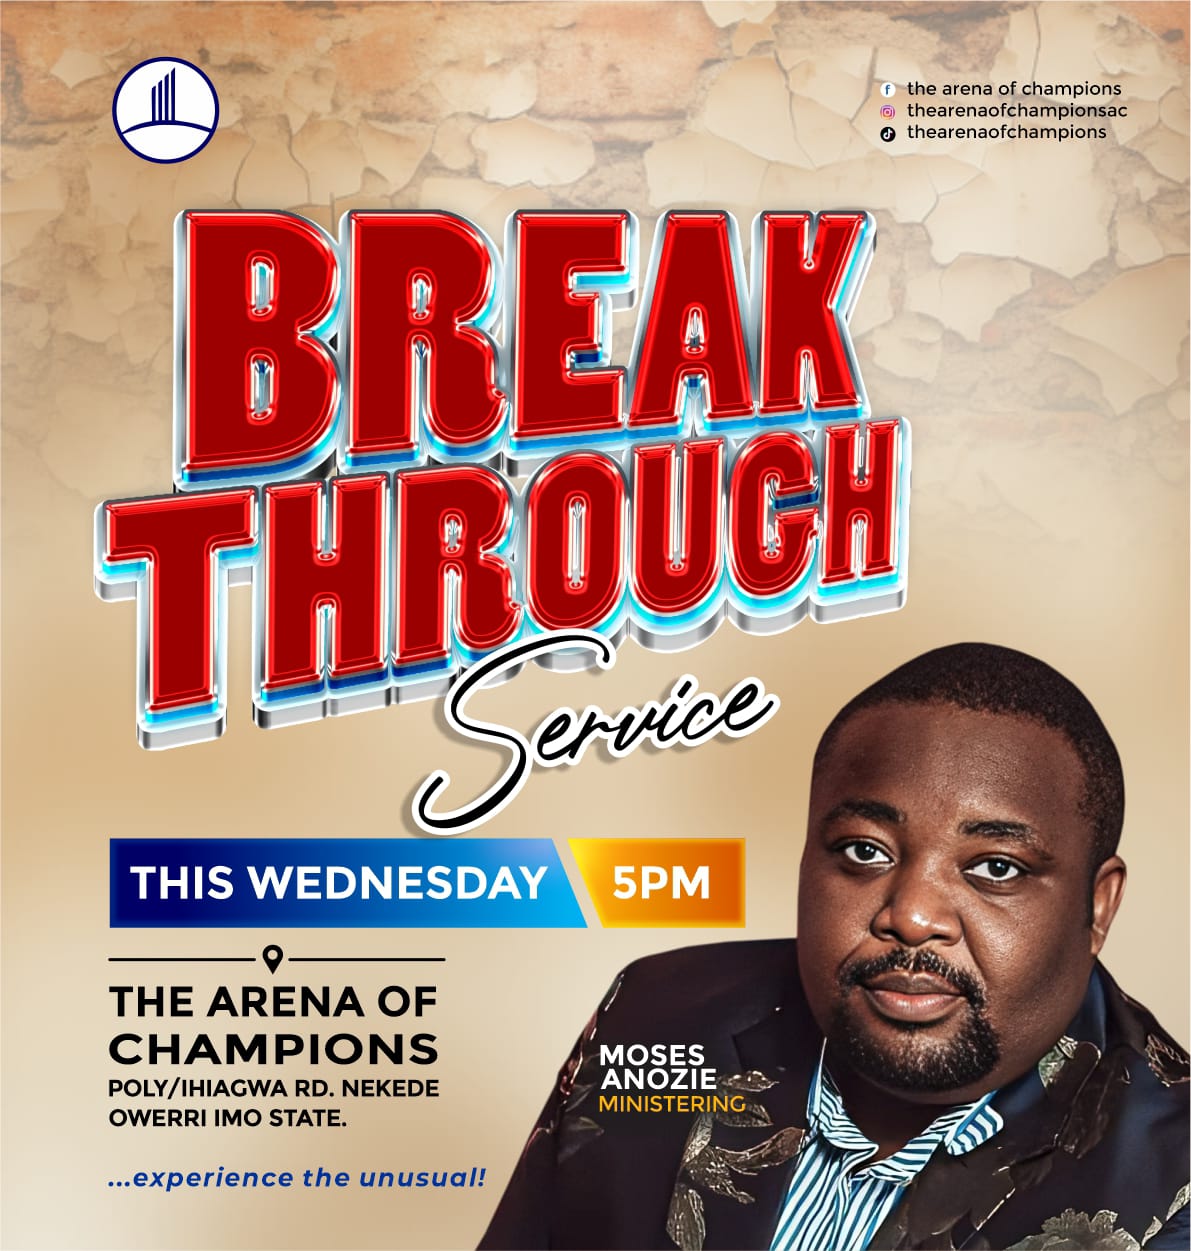 the arena of champions
thearenaofchampionsac
thearenaofchampions
BREAK
THROUGH
Service
THIS WEDNESDAY 5PM
THE ARENA OF
CHAMPIONS
POLY/IHIAGWA RD. NEKEDE
OWERRI IMO STATE.
...experience the unusual!
MOSES
ANOZIE
MINISTERING